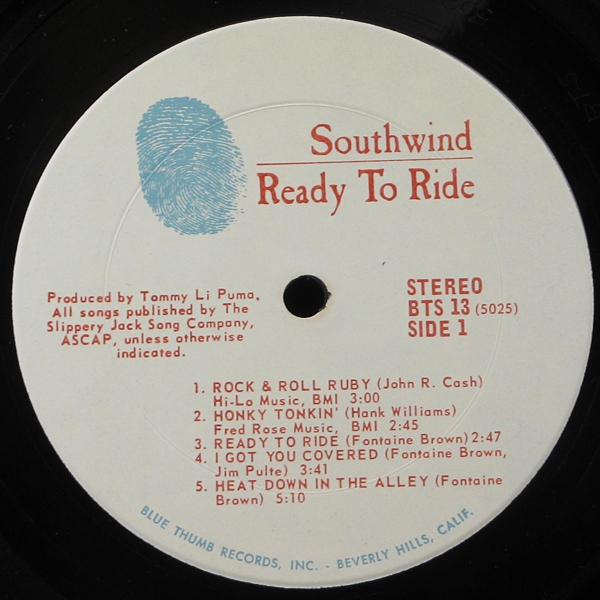 Southwind
Ready To Ride
Produced by Tommy Li Puma.
All songs published by The
Slippery Jack Song Company,
ASCAP, unless otherwise
indicated.
STEREO
BTS 13 (5025)
SIDE 1
1. ROCK & ROLL RUBY (John R. Cash)
Hi-Lo Music, BMI 3:00
2. HONKY TONKIN' (Hank Williams)
Fred Rose Music, BMI 2:45
3. READY TO RIDE (Fontaine Brown) 2:47
4. I GOT YOU COVERED (Fontaine Brown,
Jim Pulte) 3:41
5. HEAT DOWN IN THE ALLEY (Fontaine
Brown) 5:10
BLUE THUMB RECORDS, INC. - BEVERLY HILLS, CALIF.